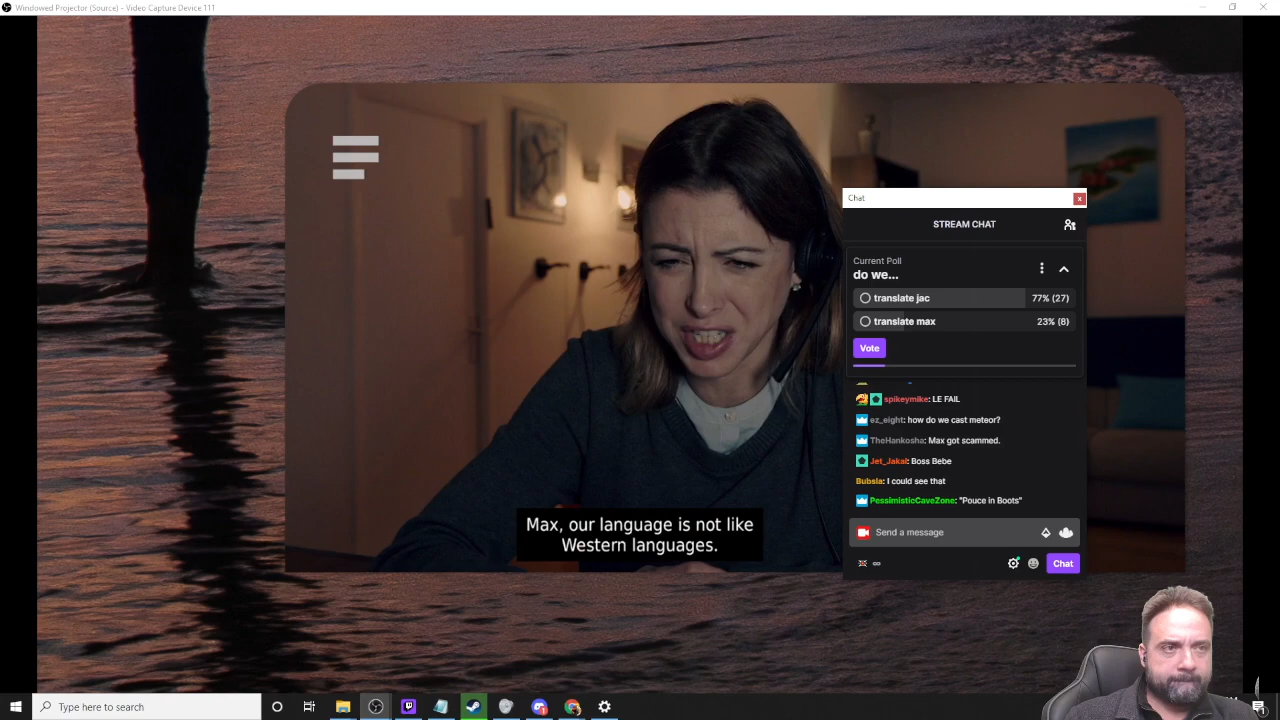 Windowed Projector (Source) - Video Capture Device 111
Chat
STREAM CHAT
Current Poll
do we...
translate jac 77% (27)
translate max 23% (8)
Vote
spikeymike: LE FAIL
ez_eight: how do we cast meteor?
TheHankosha: Max got scammed.
Jet_Jakal: Boss Bebe
Bubsla: I could see that
PessimisticCaveZone: "Pouce in Boots"
Send a message
Chat
Max, our language is not like
Western languages.
Type here to search